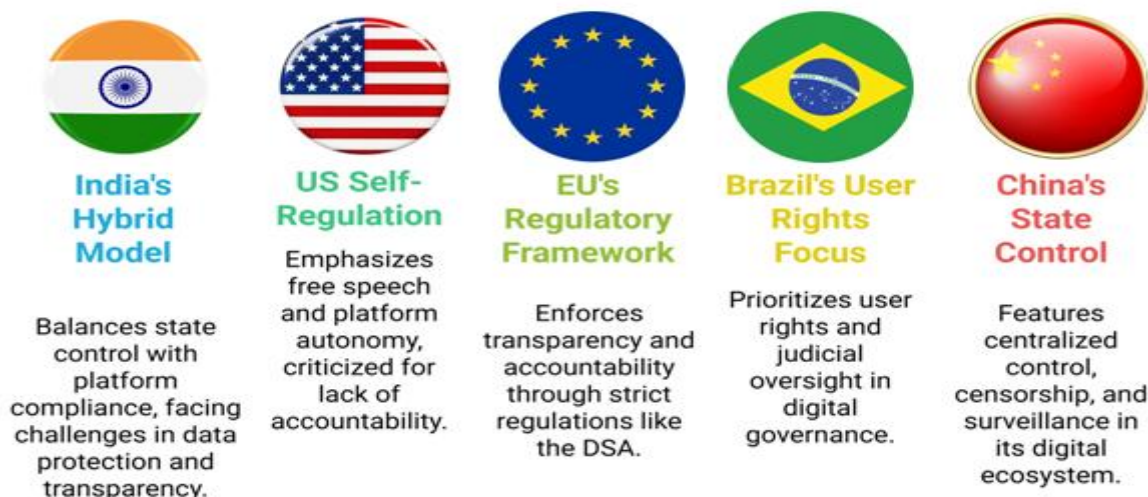 India's
Hybrid
Model
Balances state
control with
platform
compliance, facing
challenges in data
protection and
transparency.
US Self-
Regulation
Emphasizes
free speech
and platform
autonomy,
criticized for
lack of
accountability.
EU's
Regulatory
Framework
Enforces
transparency and
accountability
through strict
regulations like
the DSA.
Brazil's User
Rights
Focus
Prioritizes user
rights and
judicial
oversight in
digital
governance.
China's
State
Control
Features
centralized
control,
censorship, and
surveillance in
its digital
ecosystem.